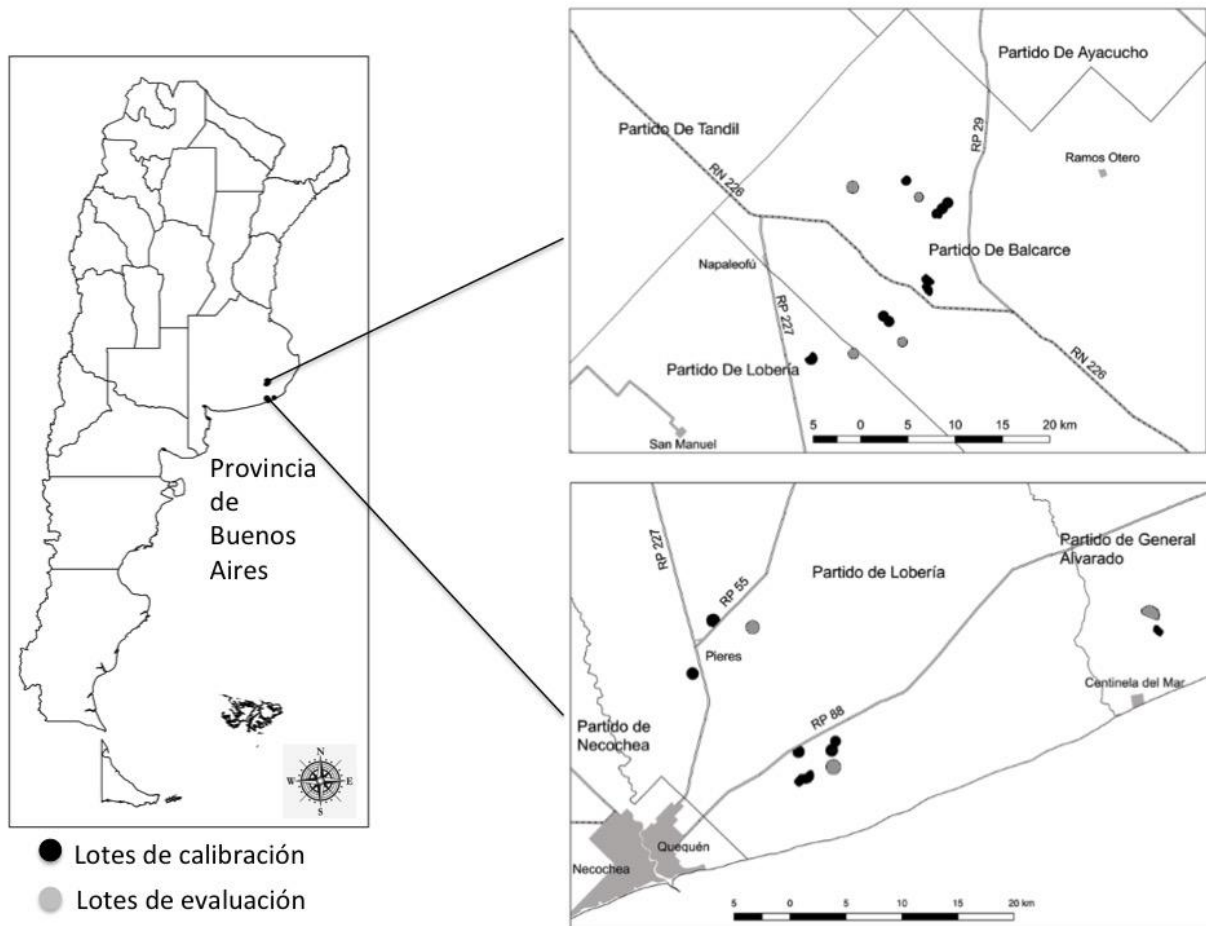 Provincia
de
Buenos
Aires
N
W
E
S
Lotes de calibración
Lotes de evaluación
Partido De Ayacucho
Partido De Tandil
RP 29
Ramos Otero
RN 226
Partido De Balcarce
Napaleofú
RP 227
RN 226
Partido De Lobería
San Manuel
5 0 5 10 15 20 km
RP 227
Partido de General
Alvarado
Partido de Lobería
RP 55
Pieres
Centinela del Mar
RP 88
Partido de
Necochea
Quequén
Necochea
5 0 5 10 15 20 km